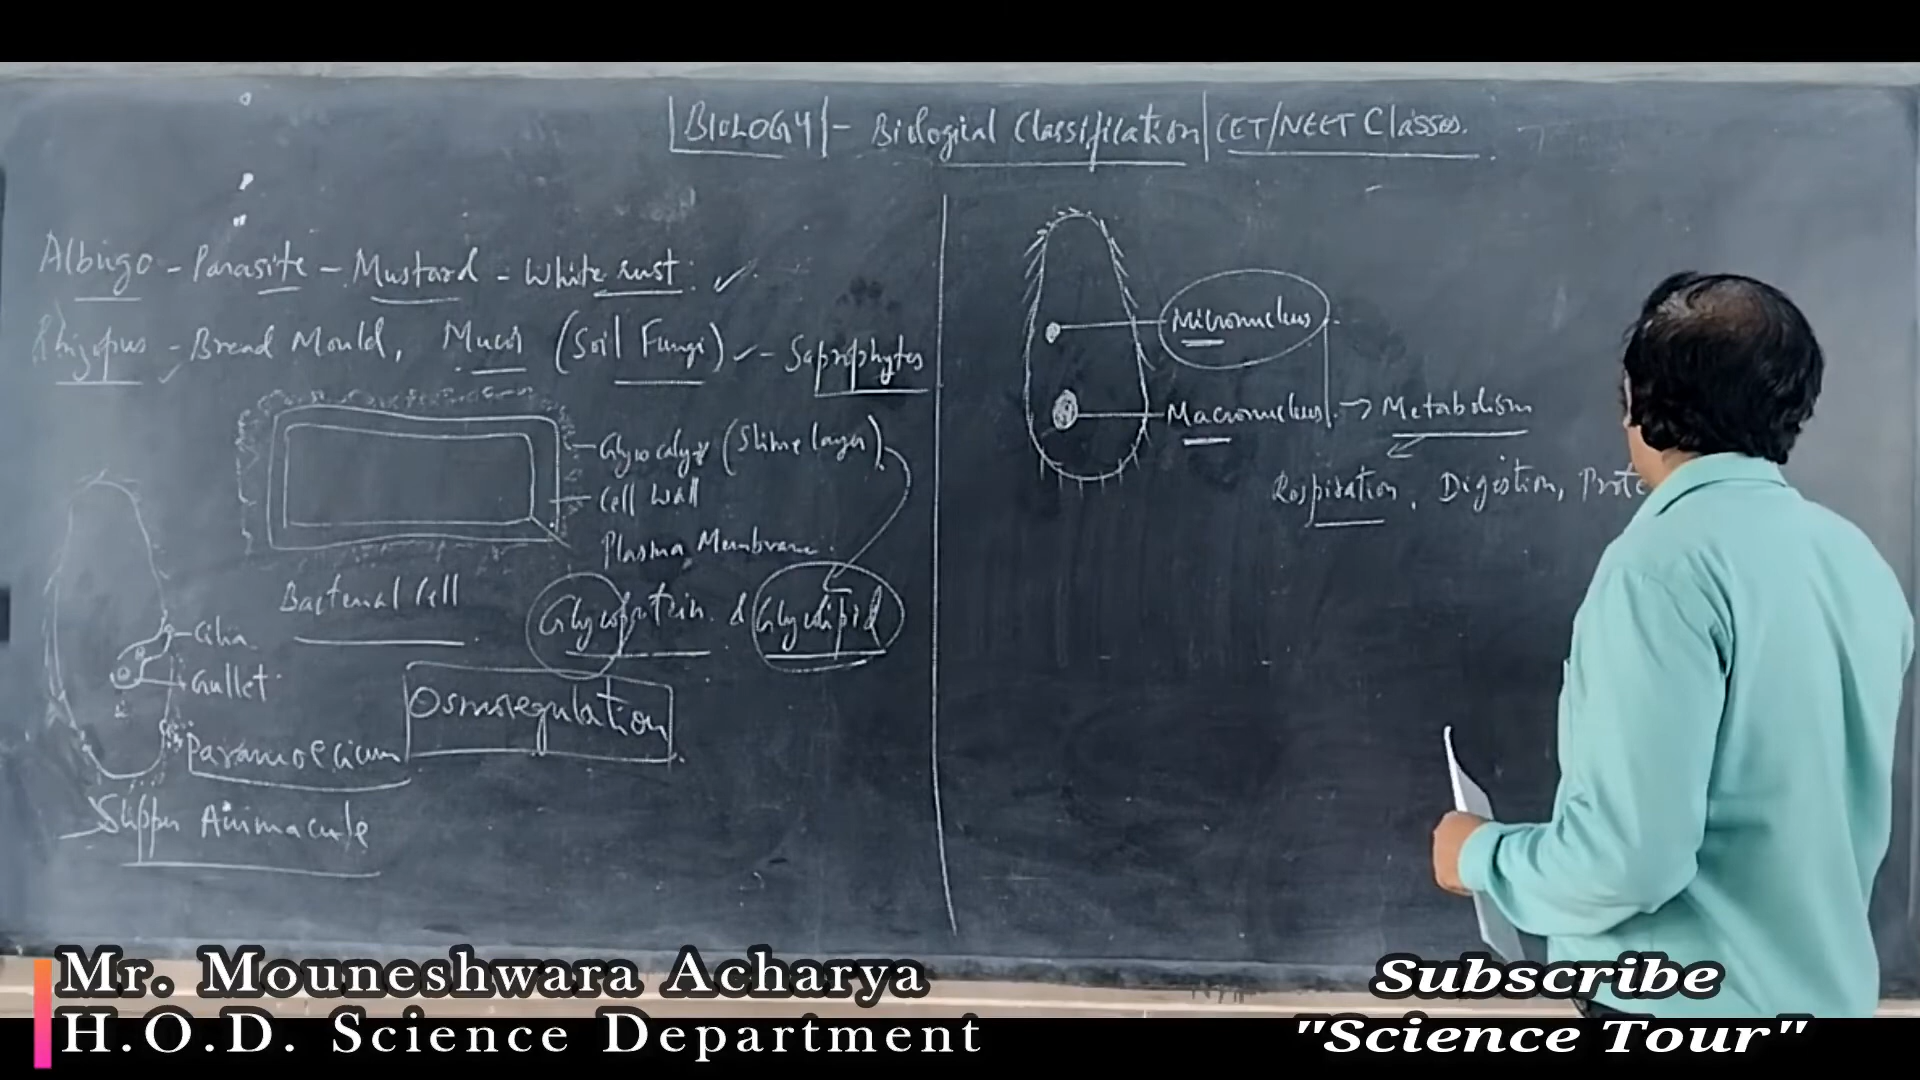 |BIOLOGY| - Biological Classification| CET/NEET Classes.
Albugo - Parasite - Mustard - White rust.
Rhizopus - Bread Mould, Mucor (Soil Fungi) - Saprophytes
Glycocalyx (Slime layer)
Cell Wall
Plasma Membrane.
Bacterial Cell
Glycoprotein & Glycolipid
Cilia
Gullet
Osmoregulation
Paramoecium
Slipper Animacule
Micronucleus
Macronucleus → Metabolism
Respiration, Digestion, Prote
Mr. Mouneshwara Acharya
H.O.D. Science Department
Subscribe
"Science Tour"